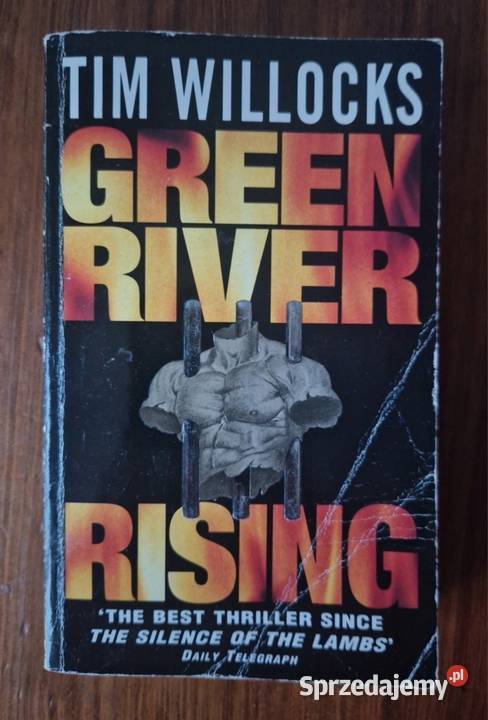 TIM WILLOCKS
GREEN
RIVER
RISING
'THE BEST THRILLER SINCE
THE SILENCE OF THE LAMBS'
DAILY TELEGRAPH
Sprzedajemy.pl